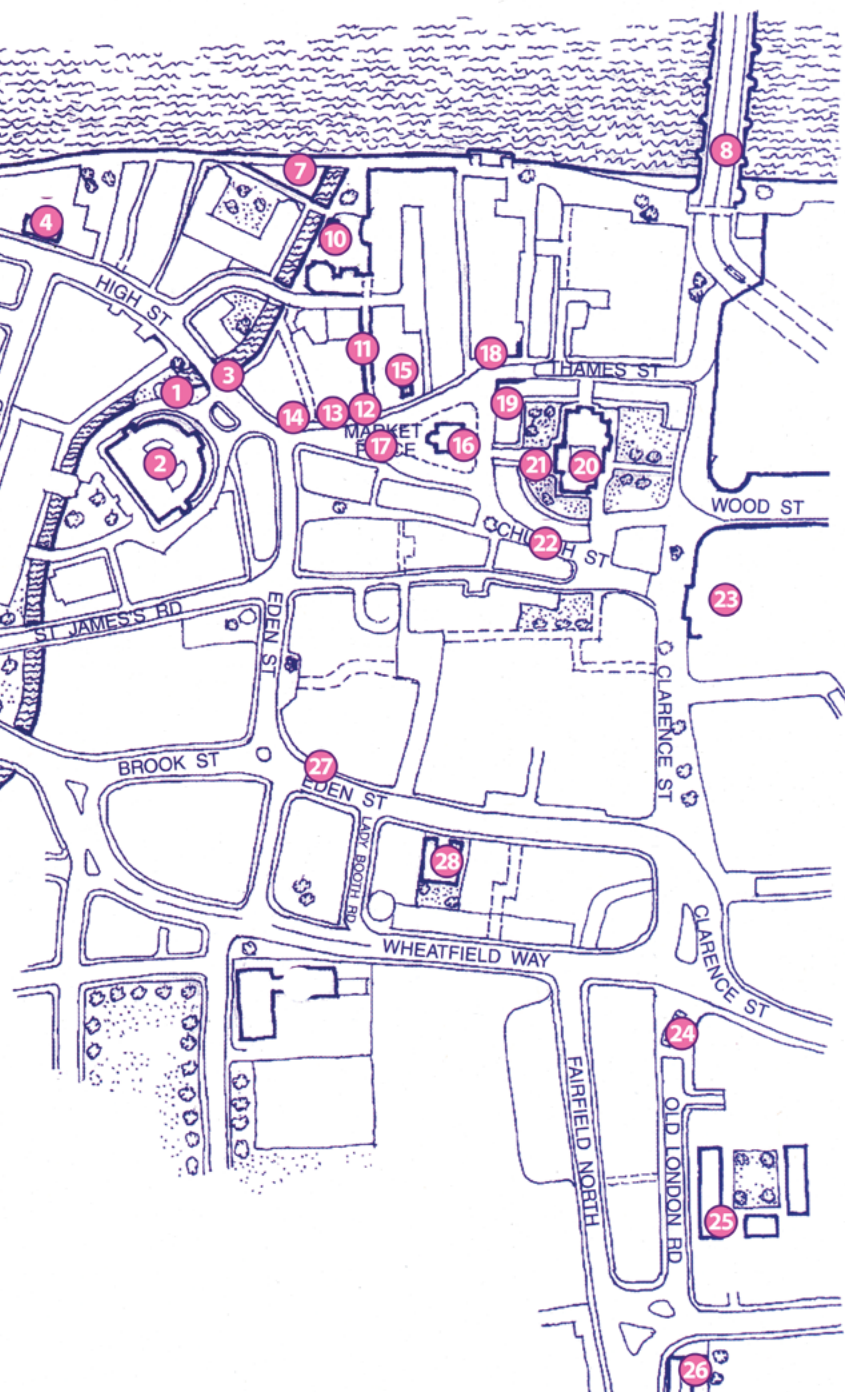 8
7
4
10
HIGH ST
11
18
15
THAMES ST
3
1
19
12
13
14
MARKET
17
16
2
21
20
WOOD ST
CHURCH ST
22
23
ST JAMES'S RD
EDEN ST
CLARENCE ST
BROOK ST
27
EDEN ST
LADY BOOTH RD
28
WHEATFIELD WAY
CLARENCE ST
24
FAIRFIELD NORTH
OLD LONDON RD
25
26